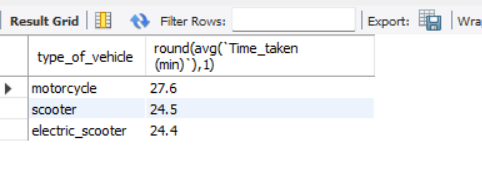 Result Grid Filter Rows: Export: Wra
type_of_vehicle round(avg(`Time_taken
(min)`),1)
motorcycle 27.6
scooter 24.5
electric_scooter 24.4